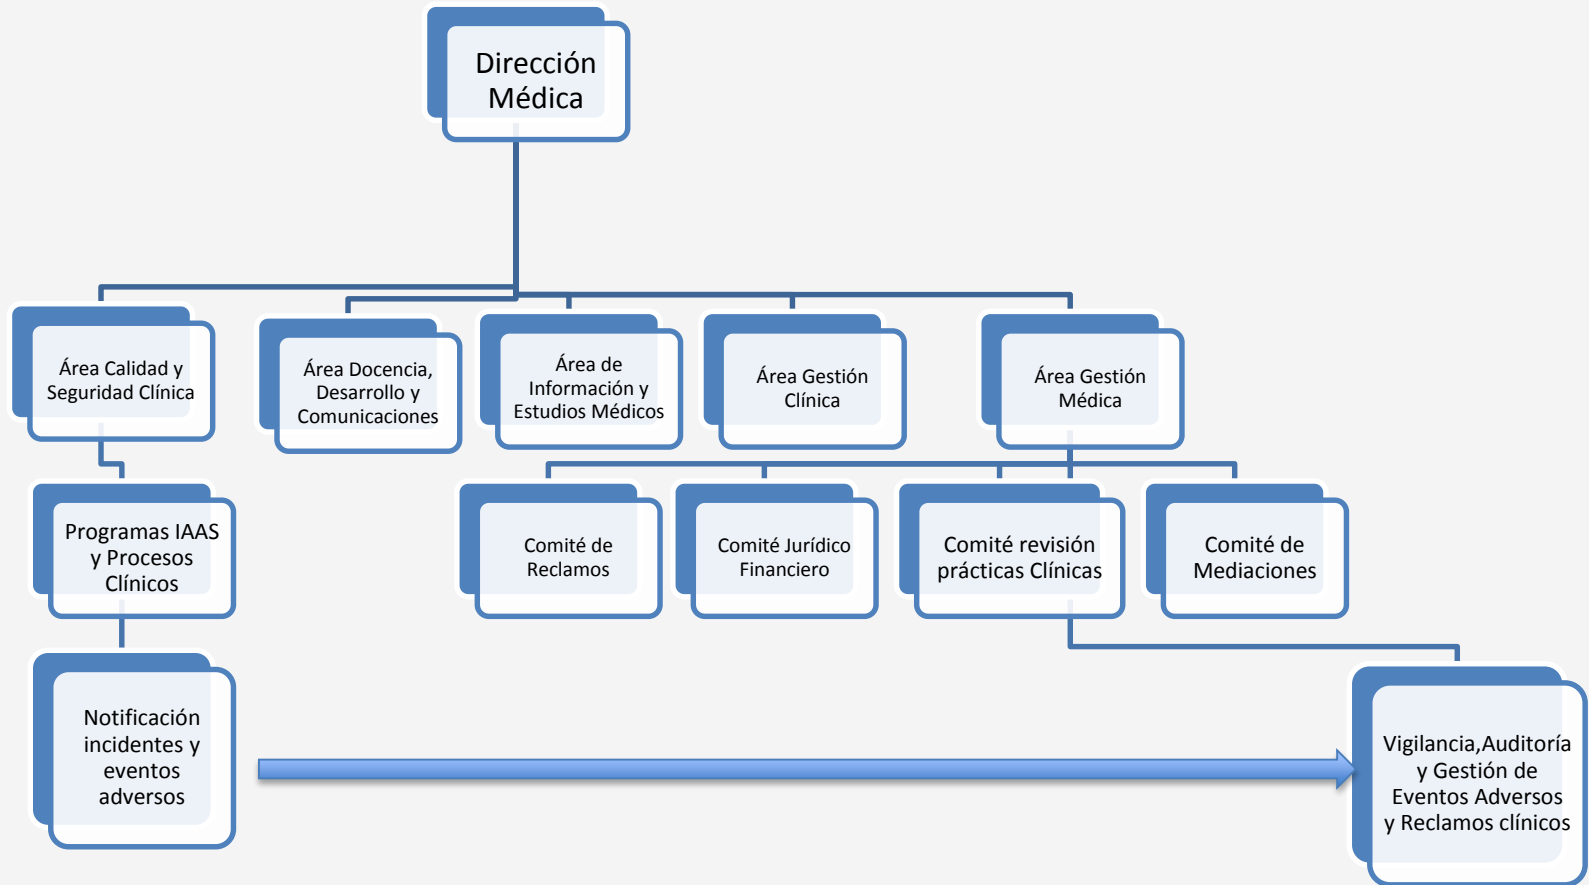 Dirección
Médica
Área Calidad y
Seguridad Clínica
Área Docencia,
Desarrollo y
Comunicaciones
Área de
Información y
Estudios Médicos
Área Gestión
Clínica
Área Gestión
Médica
Programas IAAS
y Procesos
Clínicos
Comité de
Reclamos
Comité Jurídico
Financiero
Comité revisión
prácticas Clínicas
Comité de
Mediaciones
Notificación
incidentes y
eventos
adversos
Vigilancia,Auditoría
y Gestión de
Eventos Adversos
y Reclamos clínicos